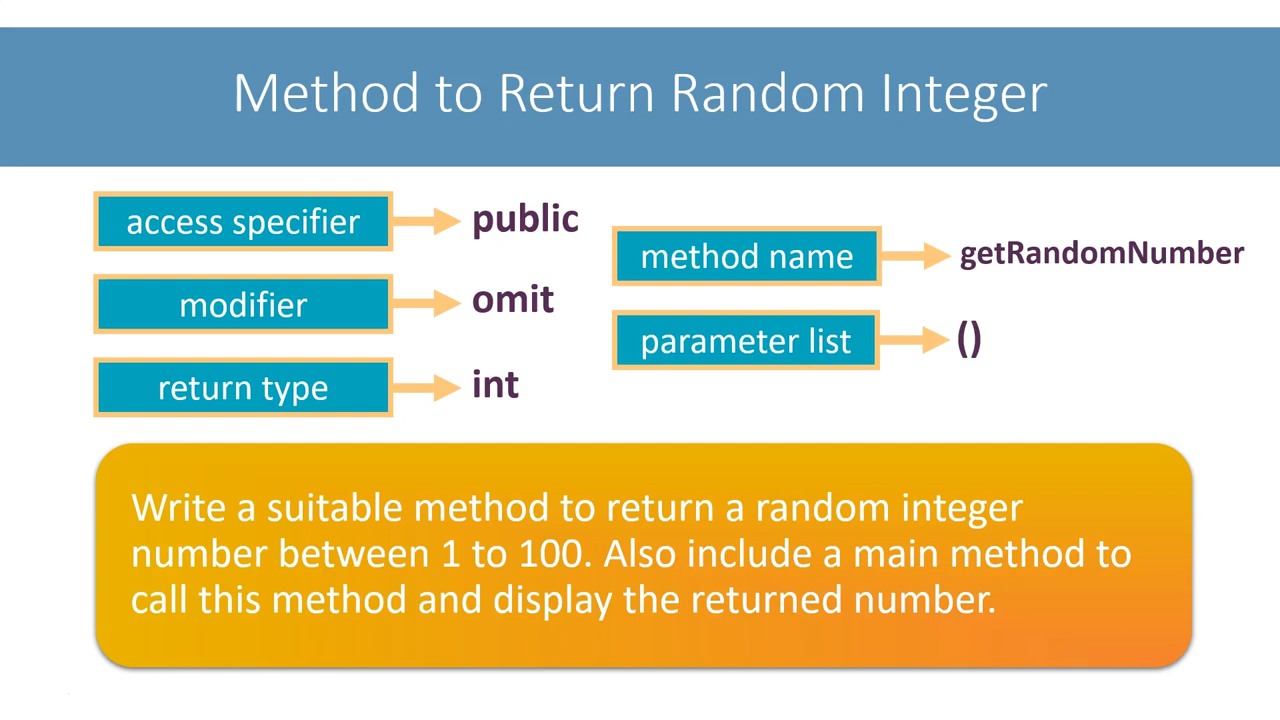 Method to Return Random Integer
access specifier
public
modifier
omit
return type
int
method name
getRandomNumber
parameter list
()
Write a suitable method to return a random integer
number between 1 to 100. Also include a main method to
call this method and display the returned number.